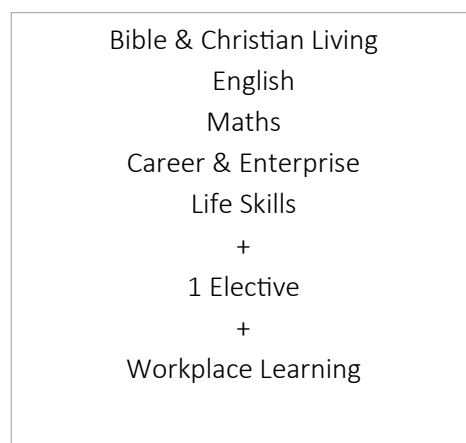 Bible & Christian Living
English
Maths
Career & Enterprise
Life Skills
+
1 Elective
+
Workplace Learning